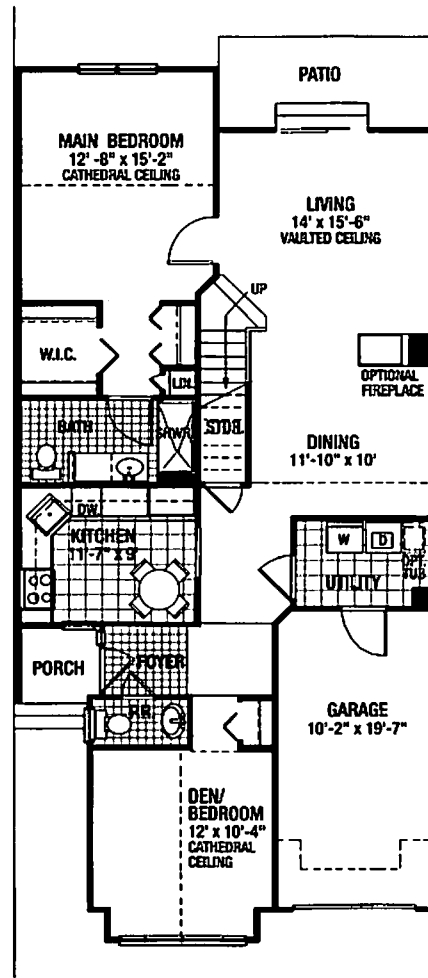 PATIO
MAIN BEDROOM
12' -8" x 15'-2"
CATHEDRAL CEILING
LIVING
14' x 15'-6"
VAULTED CEILING
UP
W.I.C.
OPTIONAL
FIREPLACE
LIN.
BATH
SHWR.
STOR.
DINING
11'-10" x 10'
DW.
KITCHEN
11'-7" x 9'
W
D
OPT.
TUB
UTILITY
PORCH
FOYER
P.R.
GARAGE
10'-2" x 19'-7"
DEN/
BEDROOM
12' x 10'-4"
CATHEDRAL
CEILING